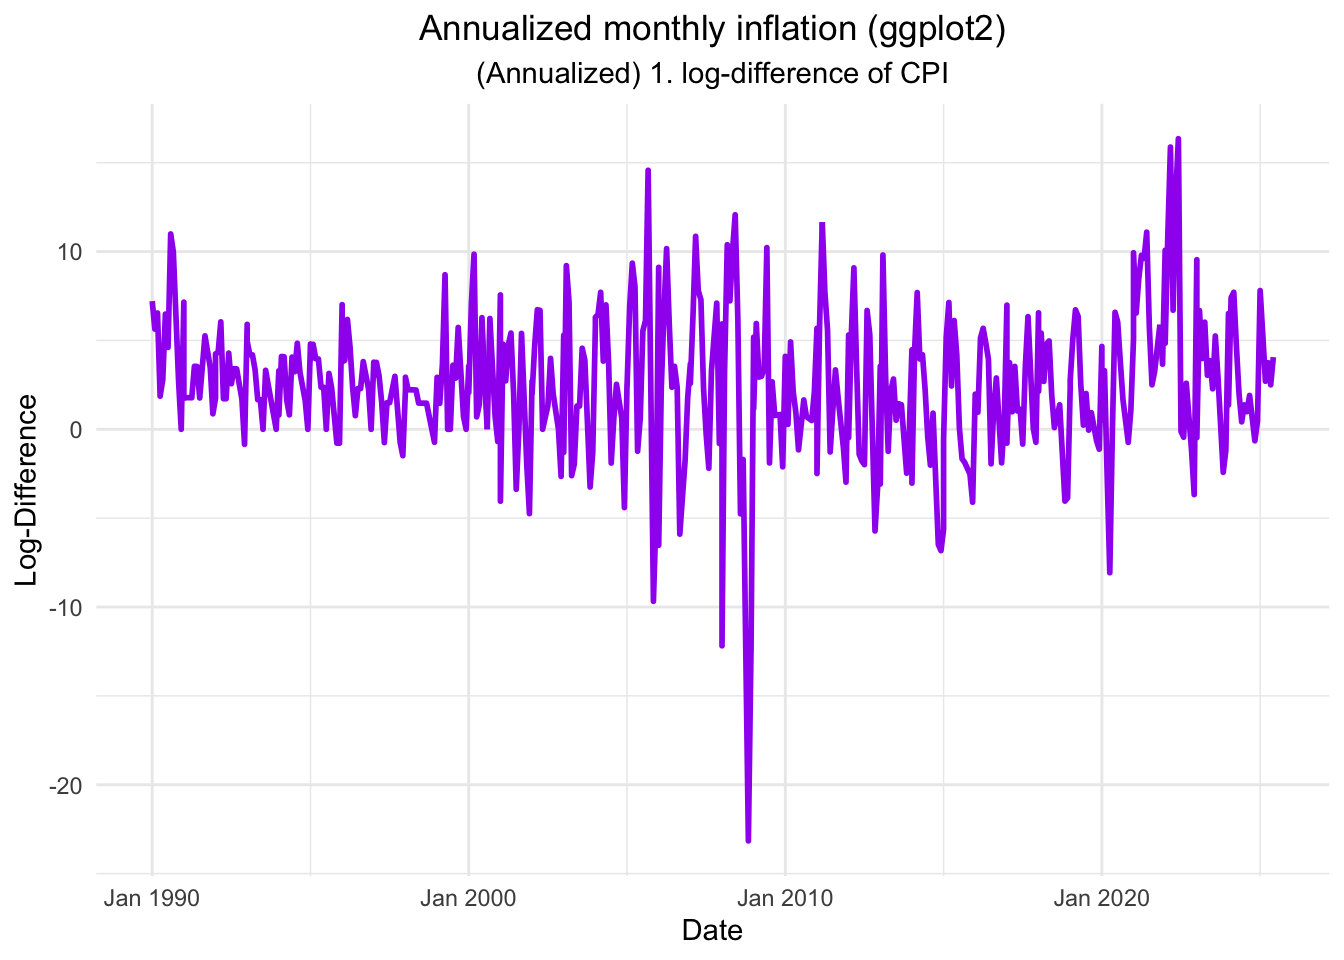 Annualized monthly inflation (ggplot2)
(Annualized) 1. log-difference of CPI
Log-Difference
10
0
-10
-20
Jan 1990
Jan 2000
Jan 2010
Jan 2020
Date